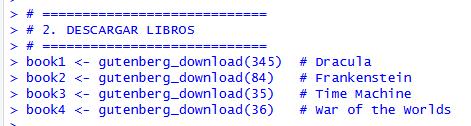 > # ============================
> # 2. DESCARGAR LIBROS
> # ============================
> book1 <- gutenberg_download(345)  # Dracula
> book2 <- gutenberg_download(84)   # Frankenstein
> book3 <- gutenberg_download(35)   # Time Machine
> book4 <- gutenberg_download(36)   # War of the Worlds
>